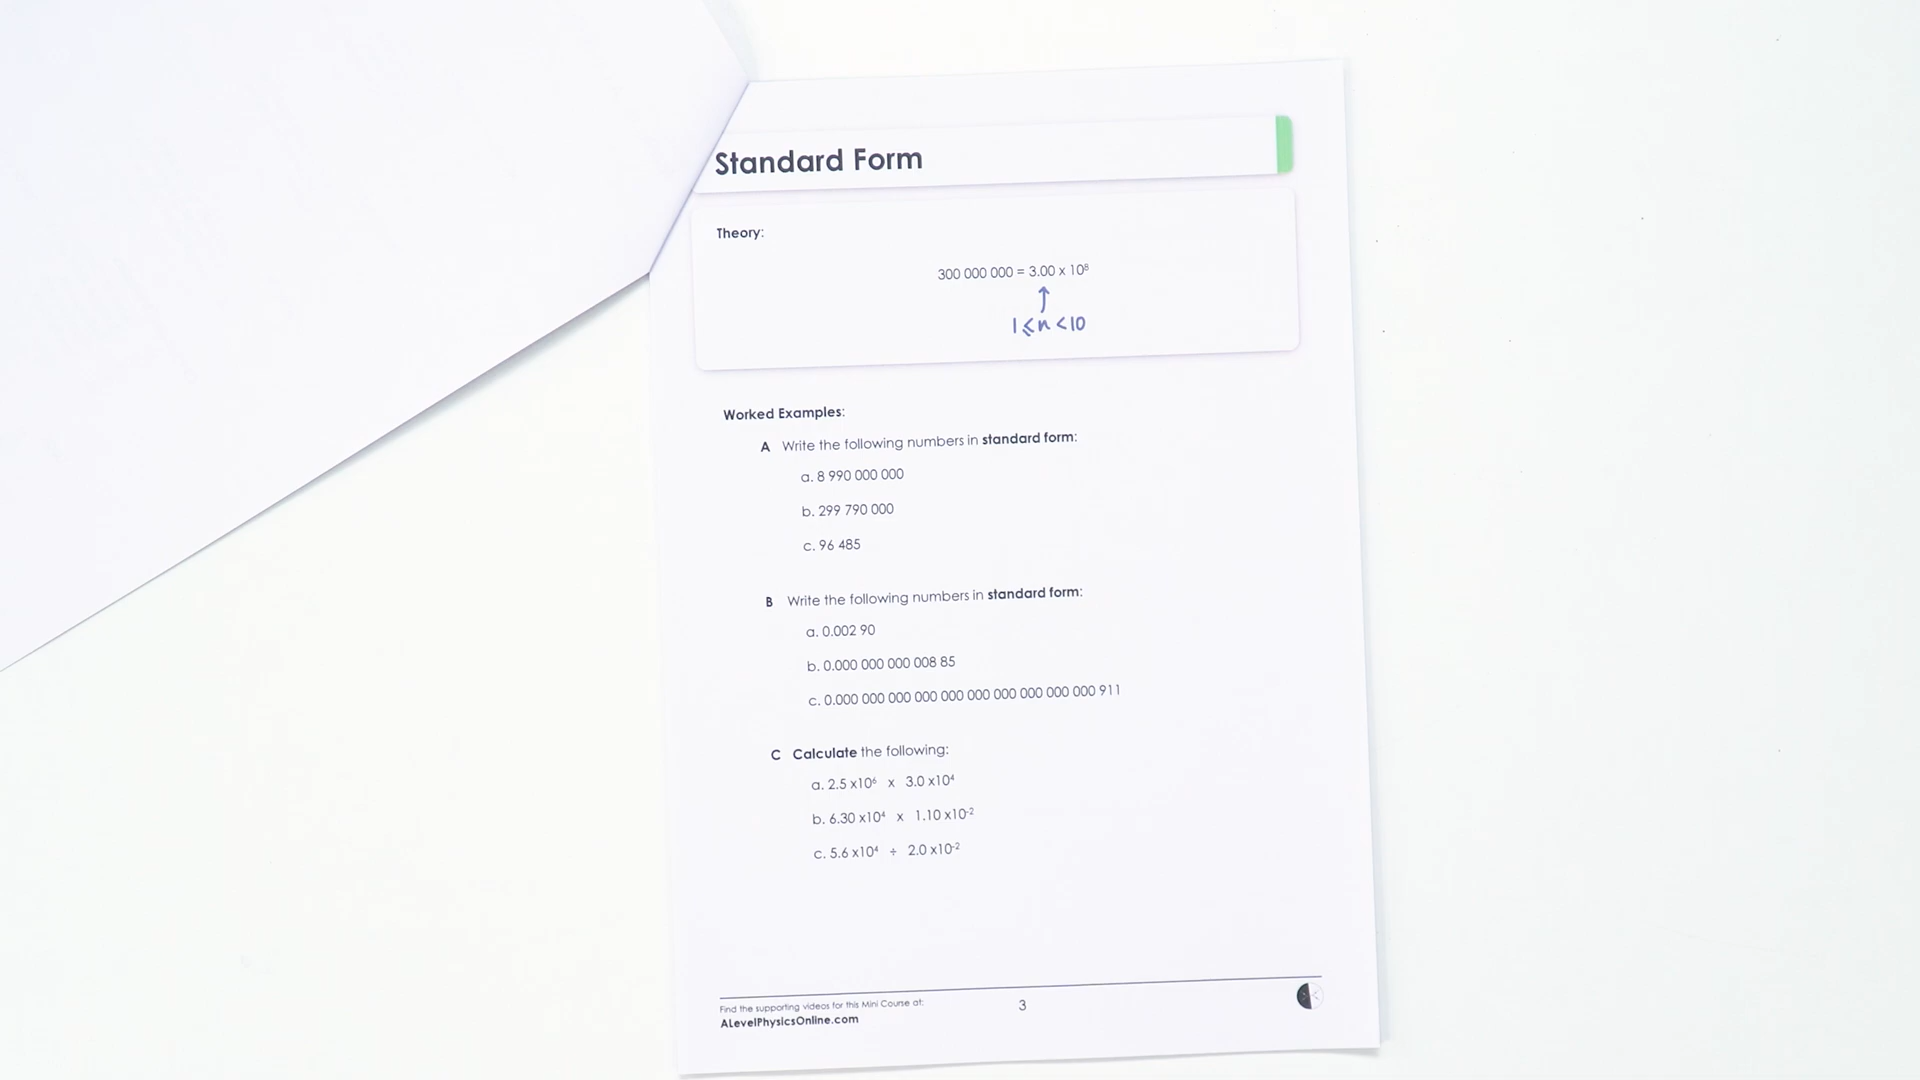 Standard Form
Theory:
300 000 000 = 3.00 x 10⁸
↑
1 ⩽ n < 10
Worked Examples:
A Write the following numbers in standard form:
a. 8 990 000 000
b. 299 790 000
c. 96 485
B Write the following numbers in standard form:
a. 0.002 90
b. 0.000 000 000 008 85
c. 0.000 000 000 000 000 000 000 000 000 000 911
C Calculate the following:
a. 2.5 x10⁶ x 3.0 x10⁴
b. 6.30 x10⁴ x 1.10 x10⁻²
c. 5.6 x10⁴ ÷ 2.0 x10⁻²
Find the supporting videos for this Mini Course at:
ALevelPhysicsOnline.com
3